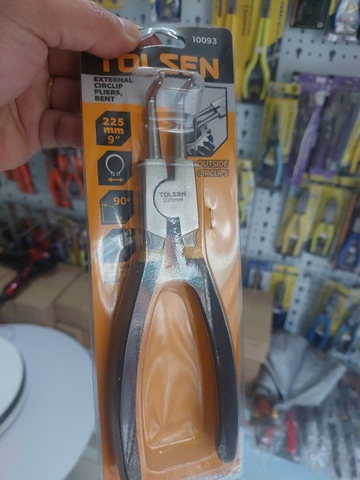 10093
TOLSEN
EXTERNAL
CIRCLIP
PLIERS,
BENT
225
mm
9"
OUTSIDE
CIRCLIPS
TOLSEN
225mm
90°